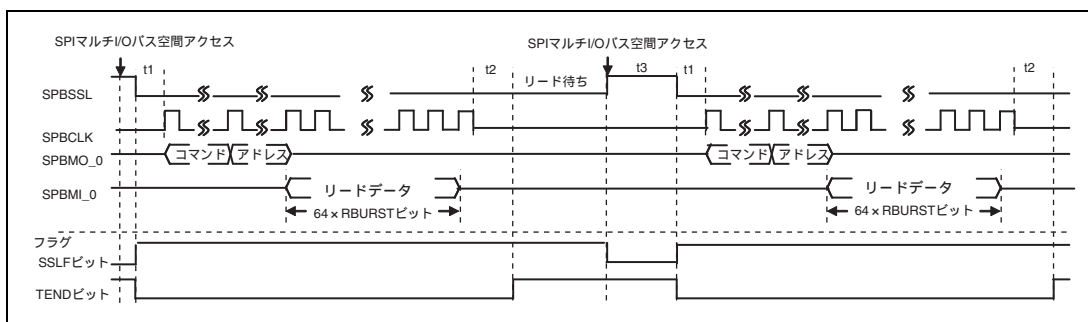 SPIマルチI/Oバス空間アクセス SPIマルチI/Oバス空間アクセス
t1 t2 リード待ち t3 t1 t2
SPBSSL
SPBCLK
SPBMO_0 コマンド アドレス コマンド アドレス
SPBMI_0 リードデータ リードデータ
64×RBURSTビット 64×RBURSTビット
フラグ
SSLFビット
TENDビット